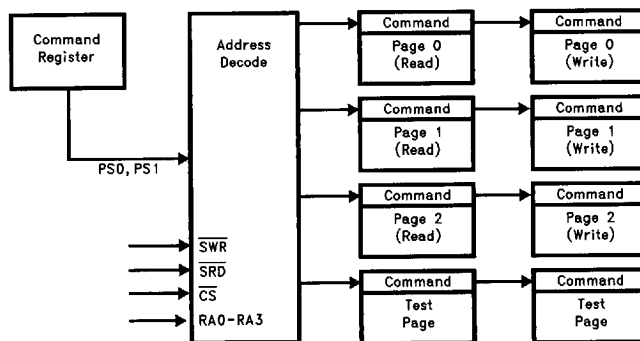 Command
Register
PS0, PS1
Address
Decode
SWR
SRD
CS
RA0-RA3
Command
Page 0
(Read)
Command
Page 0
(Write)
Command
Page 1
(Read)
Command
Page 1
(Write)
Command
Page 2
(Read)
Command
Page 2
(Write)
Command
Test
Page
Command
Test
Page